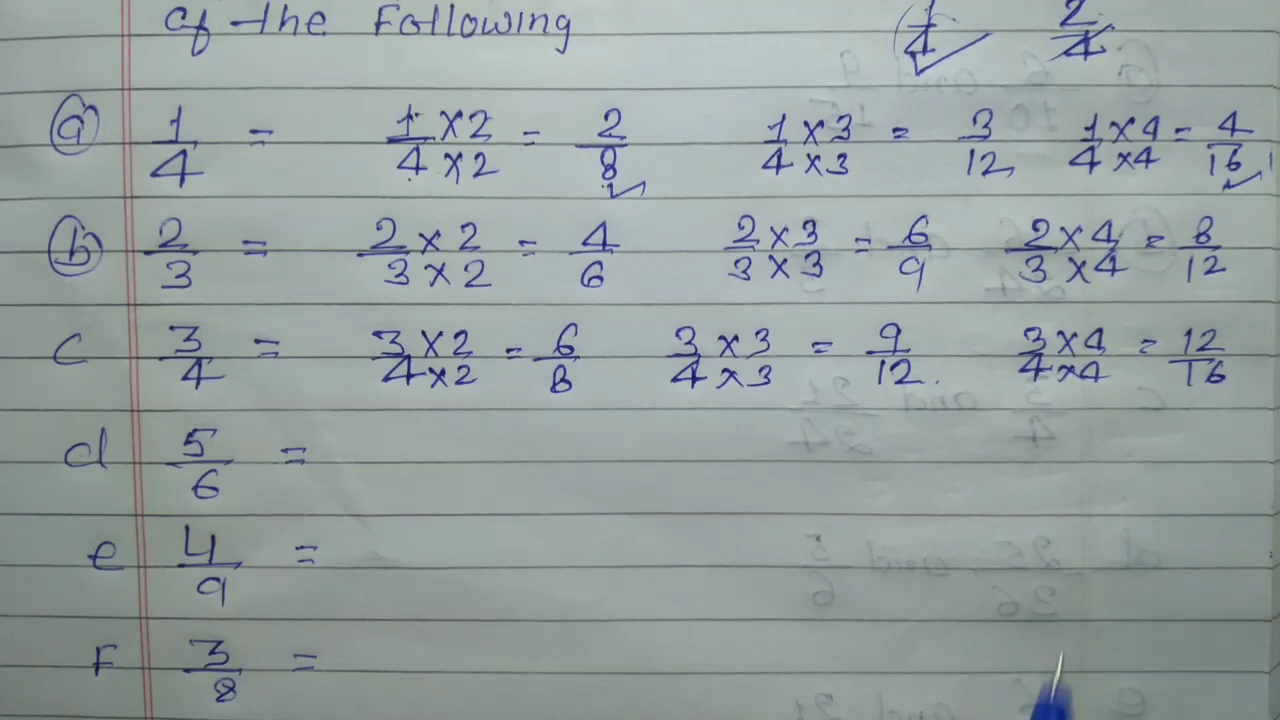 of the Following 1/4 2/4
a 1/4 = 1×2/4×2 = 2/8 1×3/4×3 = 3/12, 1×4/4×4 = 4/16
b 2/3 = 2×2/3×2 = 4/6 2×3/3×3 = 6/9 2×4/3×4 = 8/12
c 3/4 = 3×2/4×2 = 6/8 3×3/4×3 = 9/12. 3×4/4×4 = 12/16
d 5/6 =
e 4/9 =
F 3/8 =